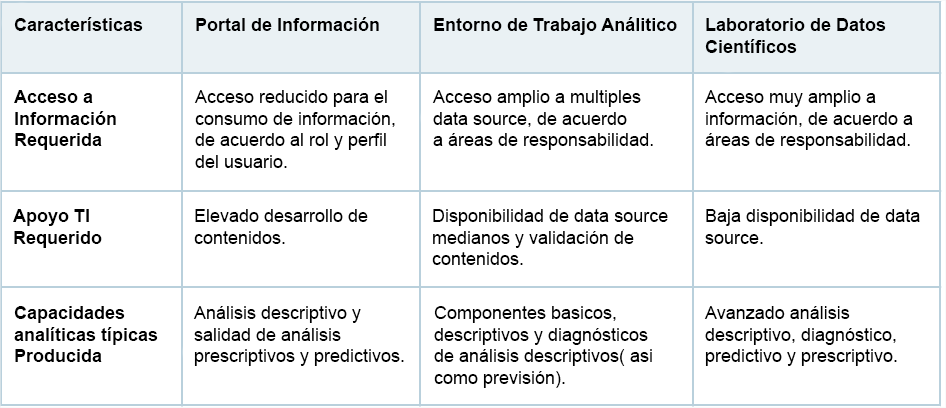 Características
Portal de Información
Entorno de Trabajo Análitico
Laboratorio de Datos
Científicos
Acceso a
Información
Requerida
Acceso reducido para el
consumo de información,
de acuerdo al rol y perfil
del usuario.
Acceso amplio a multiples
data source, de acuerdo
a áreas de responsabilidad.
Acceso muy amplio a
información, de acuerdo a
áreas de responsabilidad.
Apoyo TI
Requerido
Elevado desarrollo de
contenidos.
Disponibilidad de data source
medianos y validación de
contenidos.
Baja disponibilidad de data
source.
Capacidades
analíticas típicas
Producida
Análisis descriptivo y
salidad de análisis
prescriptivos y predictivos.
Componentes basicos,
descriptivos y diagnósticos
de análisis descriptivos( asi
como previsión).
Avanzado análisis
descriptivo, diagnóstico,
predictivo y prescriptivo.